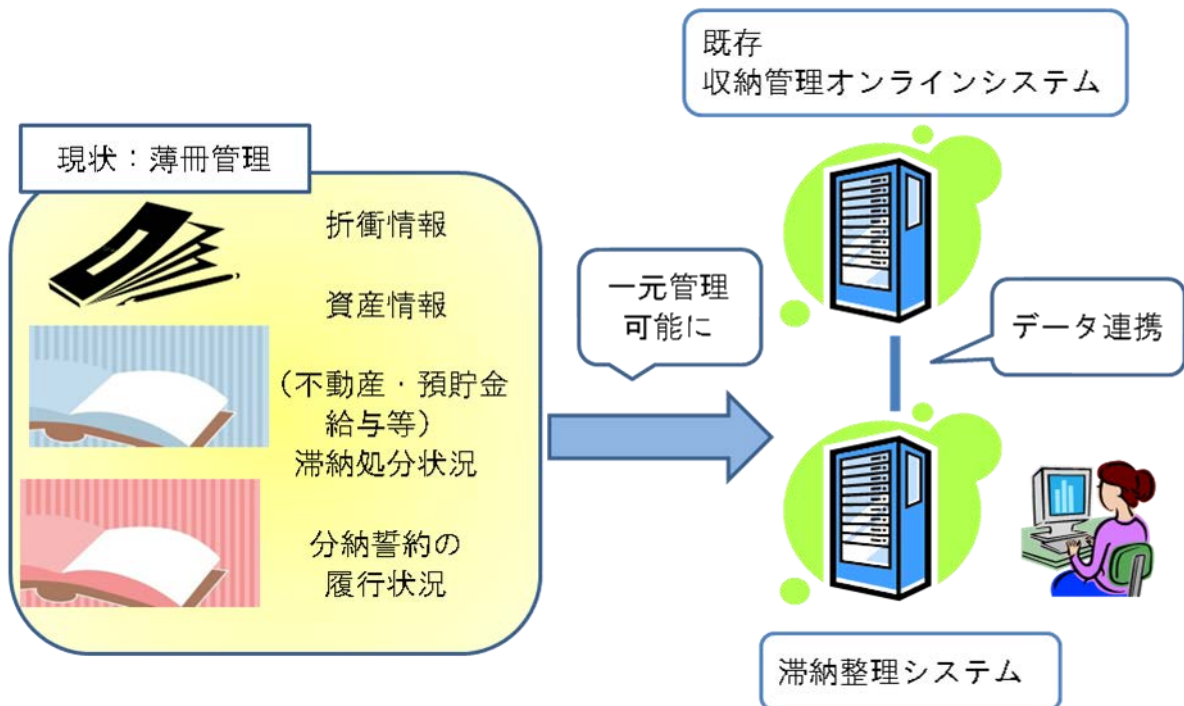 既存
収納管理オンラインシステム
現状：薄冊管理
折衝情報
資産情報
（不動産・預貯金
給与等）
滞納処分状況
分納誓約の
履行状況
一元管理
可能に
データ連携
滞納整理システム